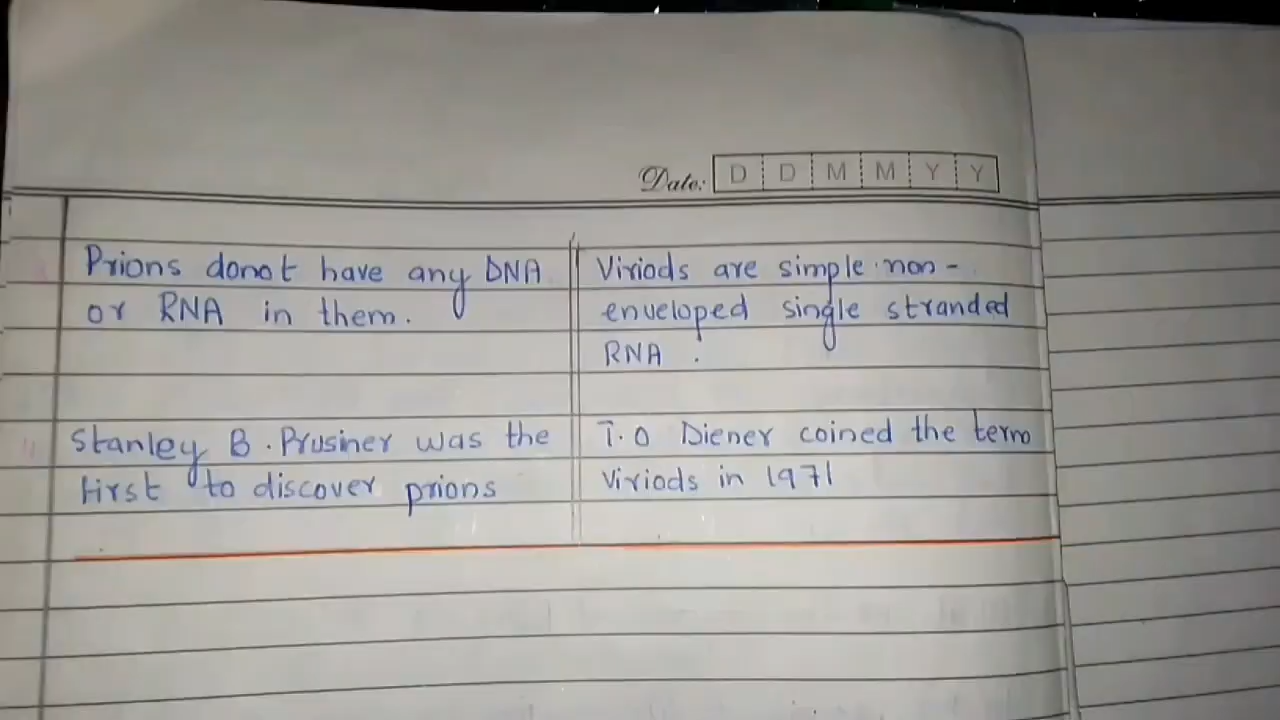 Date: D D M M Y Y
Prions donot have any DNA
or RNA in them.
Viriods are simple non-
enveloped single stranded
RNA .
Stanley B. Prusiner was the
first to discover prions
T.O Diener coined the term
Viriods in 1971